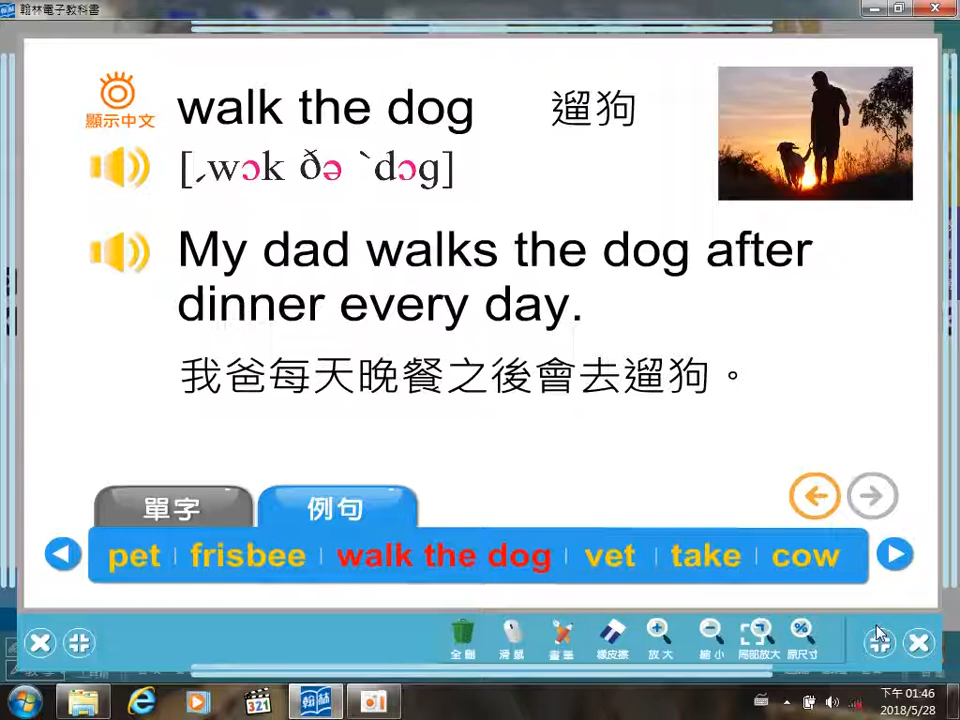 翰林電子教科書
顯示中文
walk the dog 遛狗
[ˏwɔk ðə ˋdɔg]
My dad walks the dog after
dinner every day.
我爸每天晚餐之後會去遛狗。
單字 例句
pet frisbee walk the dog vet take cow
全刪 滑鼠 畫筆 橡皮擦 放大 縮小 局部放大 原尺寸
321 翰林 下午 01:46
2018/5/28